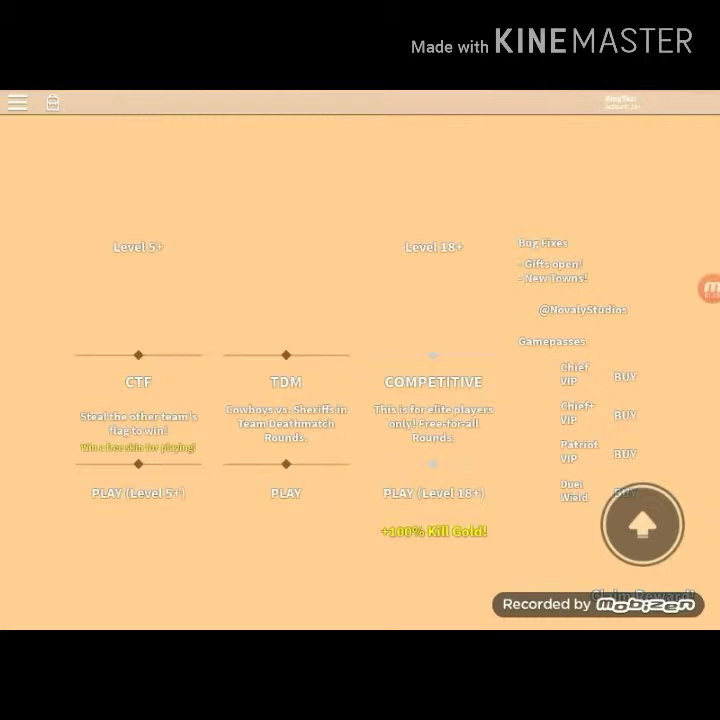 Made with KINEMASTER
Level 5+
Level 18+
Bug Fixes
- Gifts open!
- New Towns!
@NovalyStudios
Gamepasses
Chief VIP
BUY
Chief+ VIP
BUY
Patriot VIP
BUY
Duel Wield
BUY
CTF
Steal the other team's
flag to win!
Win a free skin for playing!
PLAY (Level 5+)
TDM
Cowboys vs. Sheriffs in
Team Deathmatch
Rounds.
PLAY
COMPETITIVE
This is for elite players
only! Free-for-all
Rounds.
PLAY (Level 18+)
+100% Kill Gold!
Claim Reward!
Recorded by mobizen